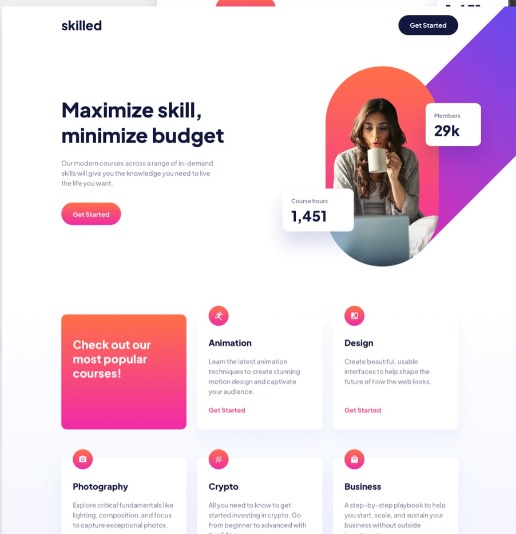 skilled
Get Started
Maximize skill,
minimize budget
Our modern courses across a range of in-demand
skills will give you the knowledge you need to live
the life you want.
Get Started
Members
29k
Course hours
1,451
Check out our
most popular
courses!
Animation
Learn the latest animation
techniques to create stunning
motion design and captivate
your audience.
Get Started
Design
Create beautiful, usable
interfaces to help shape the
future of how the web looks.
Get Started
Photography
Explore critical fundamentals like
lighting, composition, and focus
to capture exceptional photos.
Crypto
All you need to know to get
started investing in crypto. Go
from beginner to advanced with
Business
A step-by-step playbook to help
you start, scale, and sustain your
business without outside